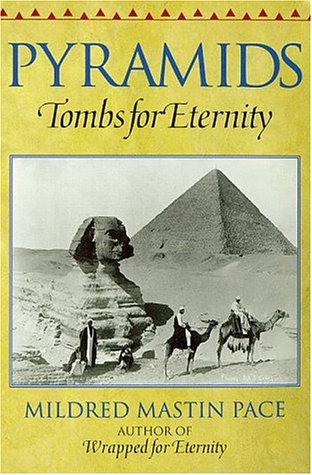 PYRAMIDS
Tombs for Eternity
MILDRED MASTIN PACE
AUTHOR OF
Wrapped for Eternity